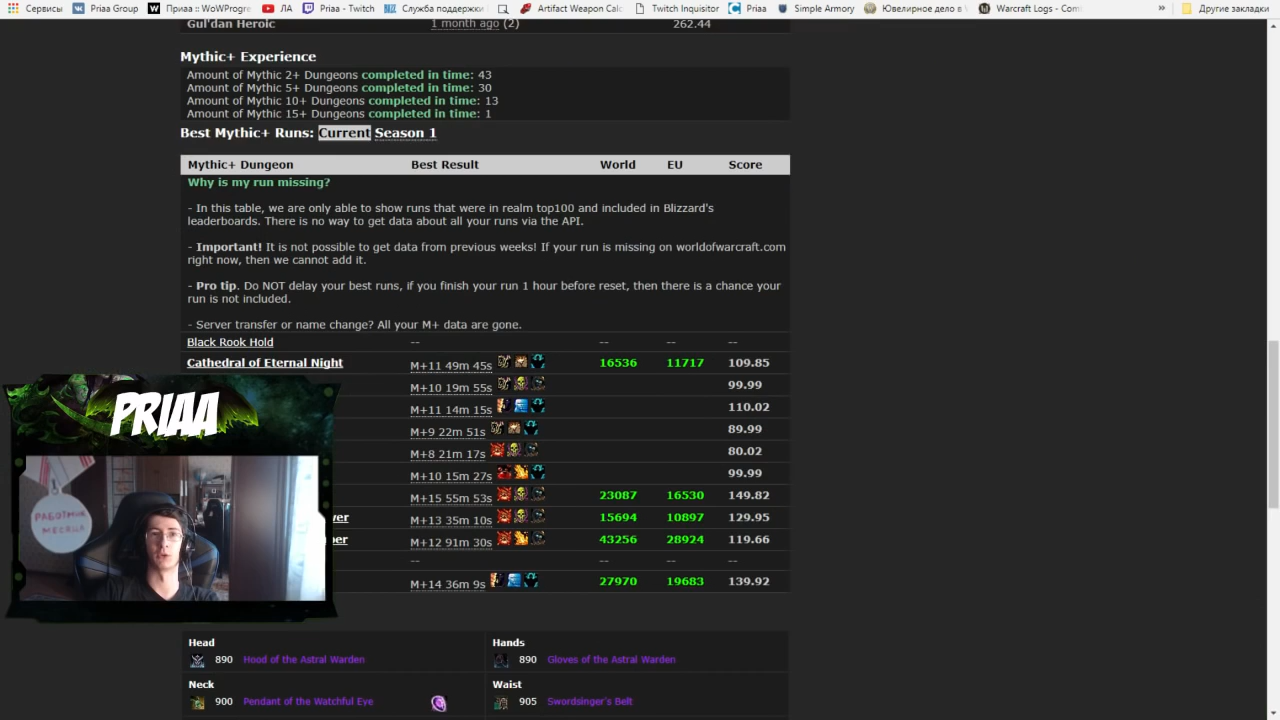 Сервисы Priaa Group Приаа :: WoWProgre ЛА Priaa - Twitch Служба поддержки Artifact Weapon Calc Twitch Inquisitor Priaa Simple Armory Ювелирное дело в Warcraft Logs - Com » Другие закладки
Gul'dan Heroic 1 month ago (2) 262.44
Mythic+ Experience
Amount of Mythic 2+ Dungeons completed in time: 43
Amount of Mythic 5+ Dungeons completed in time: 30
Amount of Mythic 10+ Dungeons completed in time: 13
Amount of Mythic 15+ Dungeons completed in time: 1
Best Mythic+ Runs: Current Season 1
Mythic+ Dungeon Best Result World EU Score
Why is my run missing?
- In this table, we are only able to show runs that were in realm top100 and included in Blizzard's
leaderboards. There is no way to get data about all your runs via the API.
- Important! It is not possible to get data from previous weeks! If your run is missing on worldofwarcraft.com
right now, then we cannot add it.
- Pro tip. Do NOT delay your best runs, if you finish your run 1 hour before reset, then there is a chance your
run is not included.
- Server transfer or name change? All your M+ data are gone.
Black Rook Hold -- -- -- --
Cathedral of Eternal Night M+11 49m 45s 16536 11717 109.85
M+10 19m 55s 99.99
M+11 14m 15s 110.02
M+9 22m 51s 89.99
M+8 21m 17s 80.02
M+10 15m 27s 99.99
M+15 55m 53s 23087 16530 149.82
wer M+13 35m 10s 15694 10897 129.95
per M+12 91m 30s 43256 28924 119.66
-- -- -- --
M+14 36m 9s 27970 19683 139.92
PRIAA
РАБОТНИК
МЕСЯЦА
Head Hands
890 Hood of the Astral Warden 890 Gloves of the Astral Warden
Neck Waist
900 Pendant of the Watchful Eye 905 Swordsinger's Belt